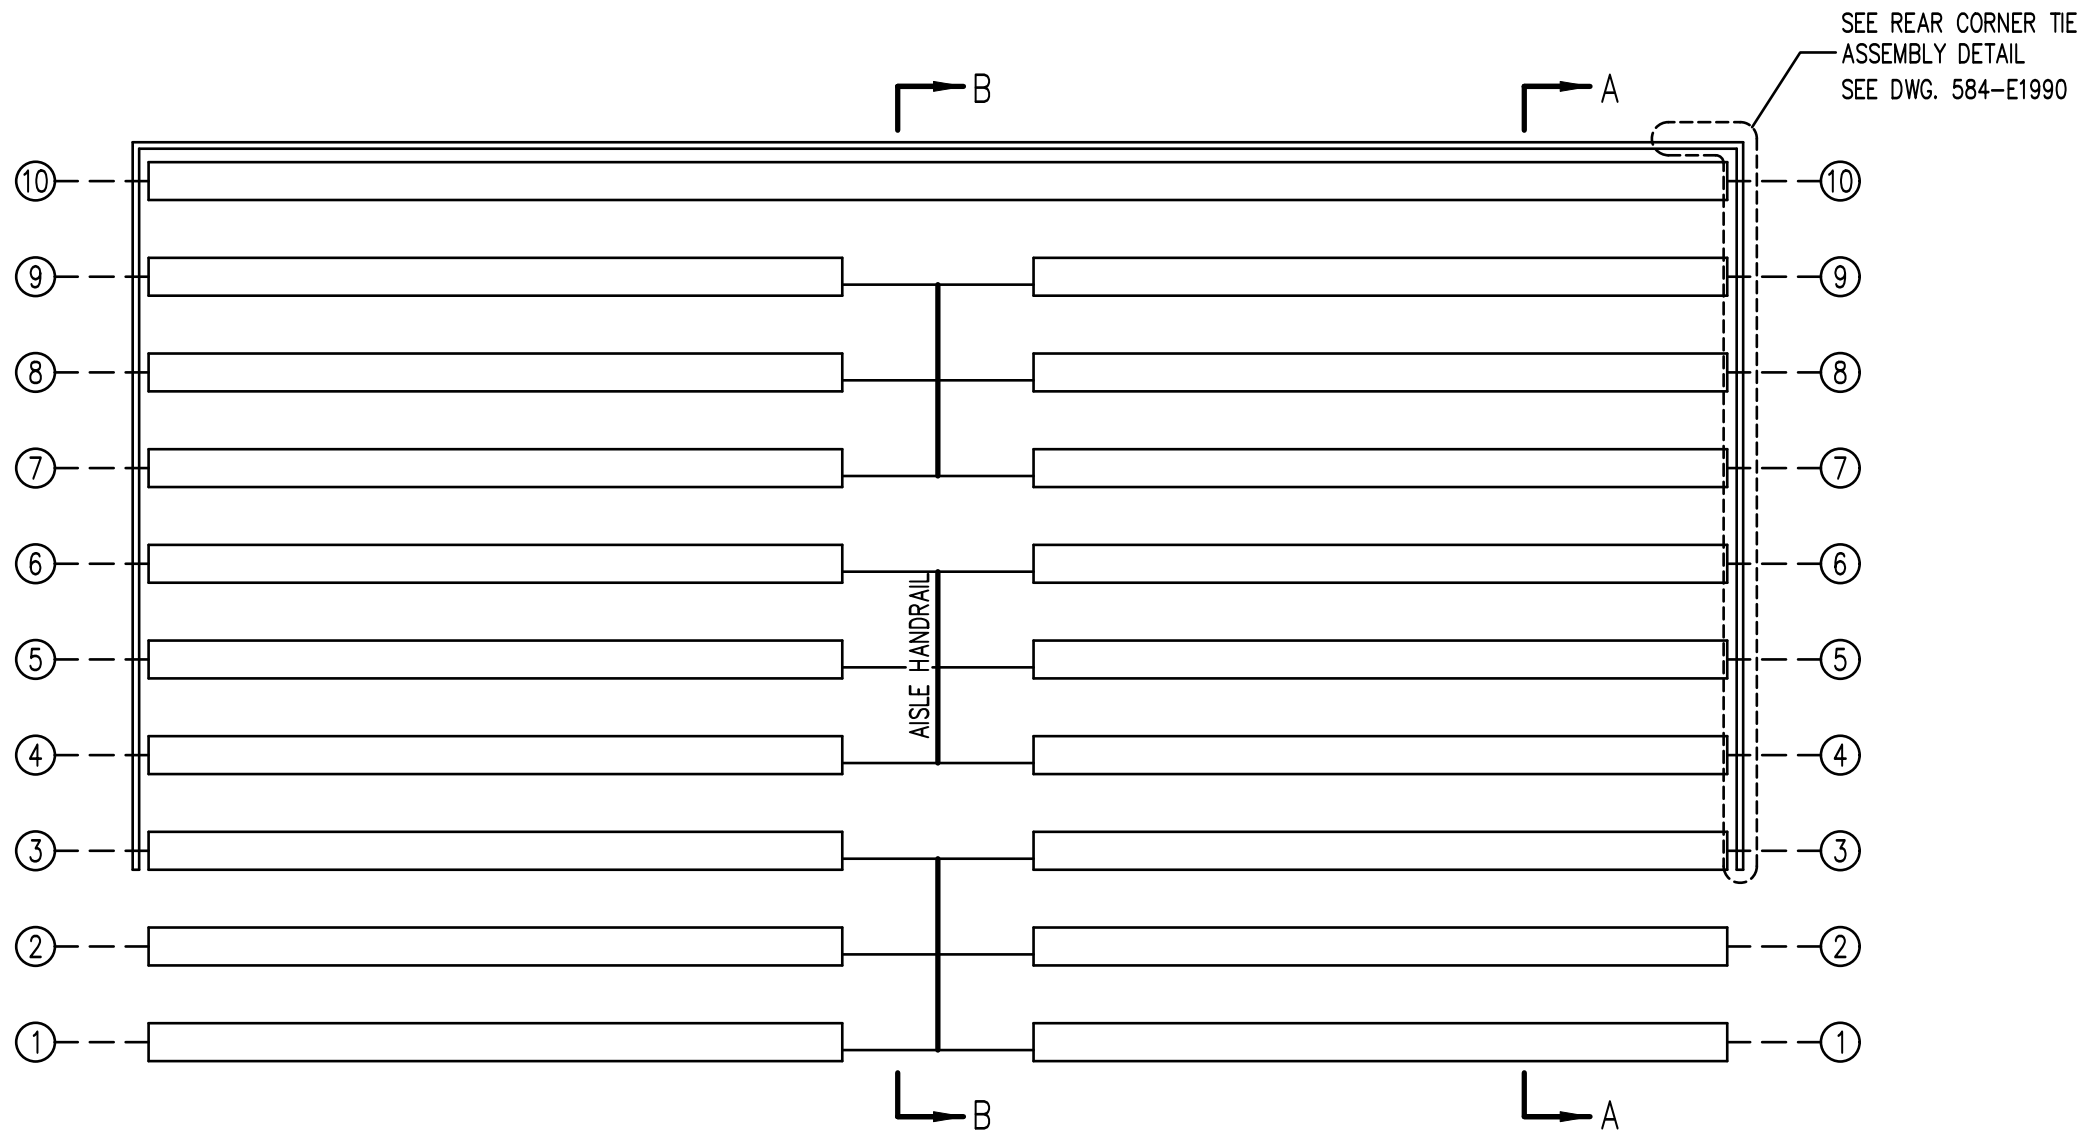 SEE REAR CORNER TIE
ASSEMBLY DETAIL
SEE DWG. 584-E1990
B A
10 10
9 9
8 8
7 7
6 6
AISLE HANDRAIL
5 5
4 4
3 3
2 2
1 1
B A